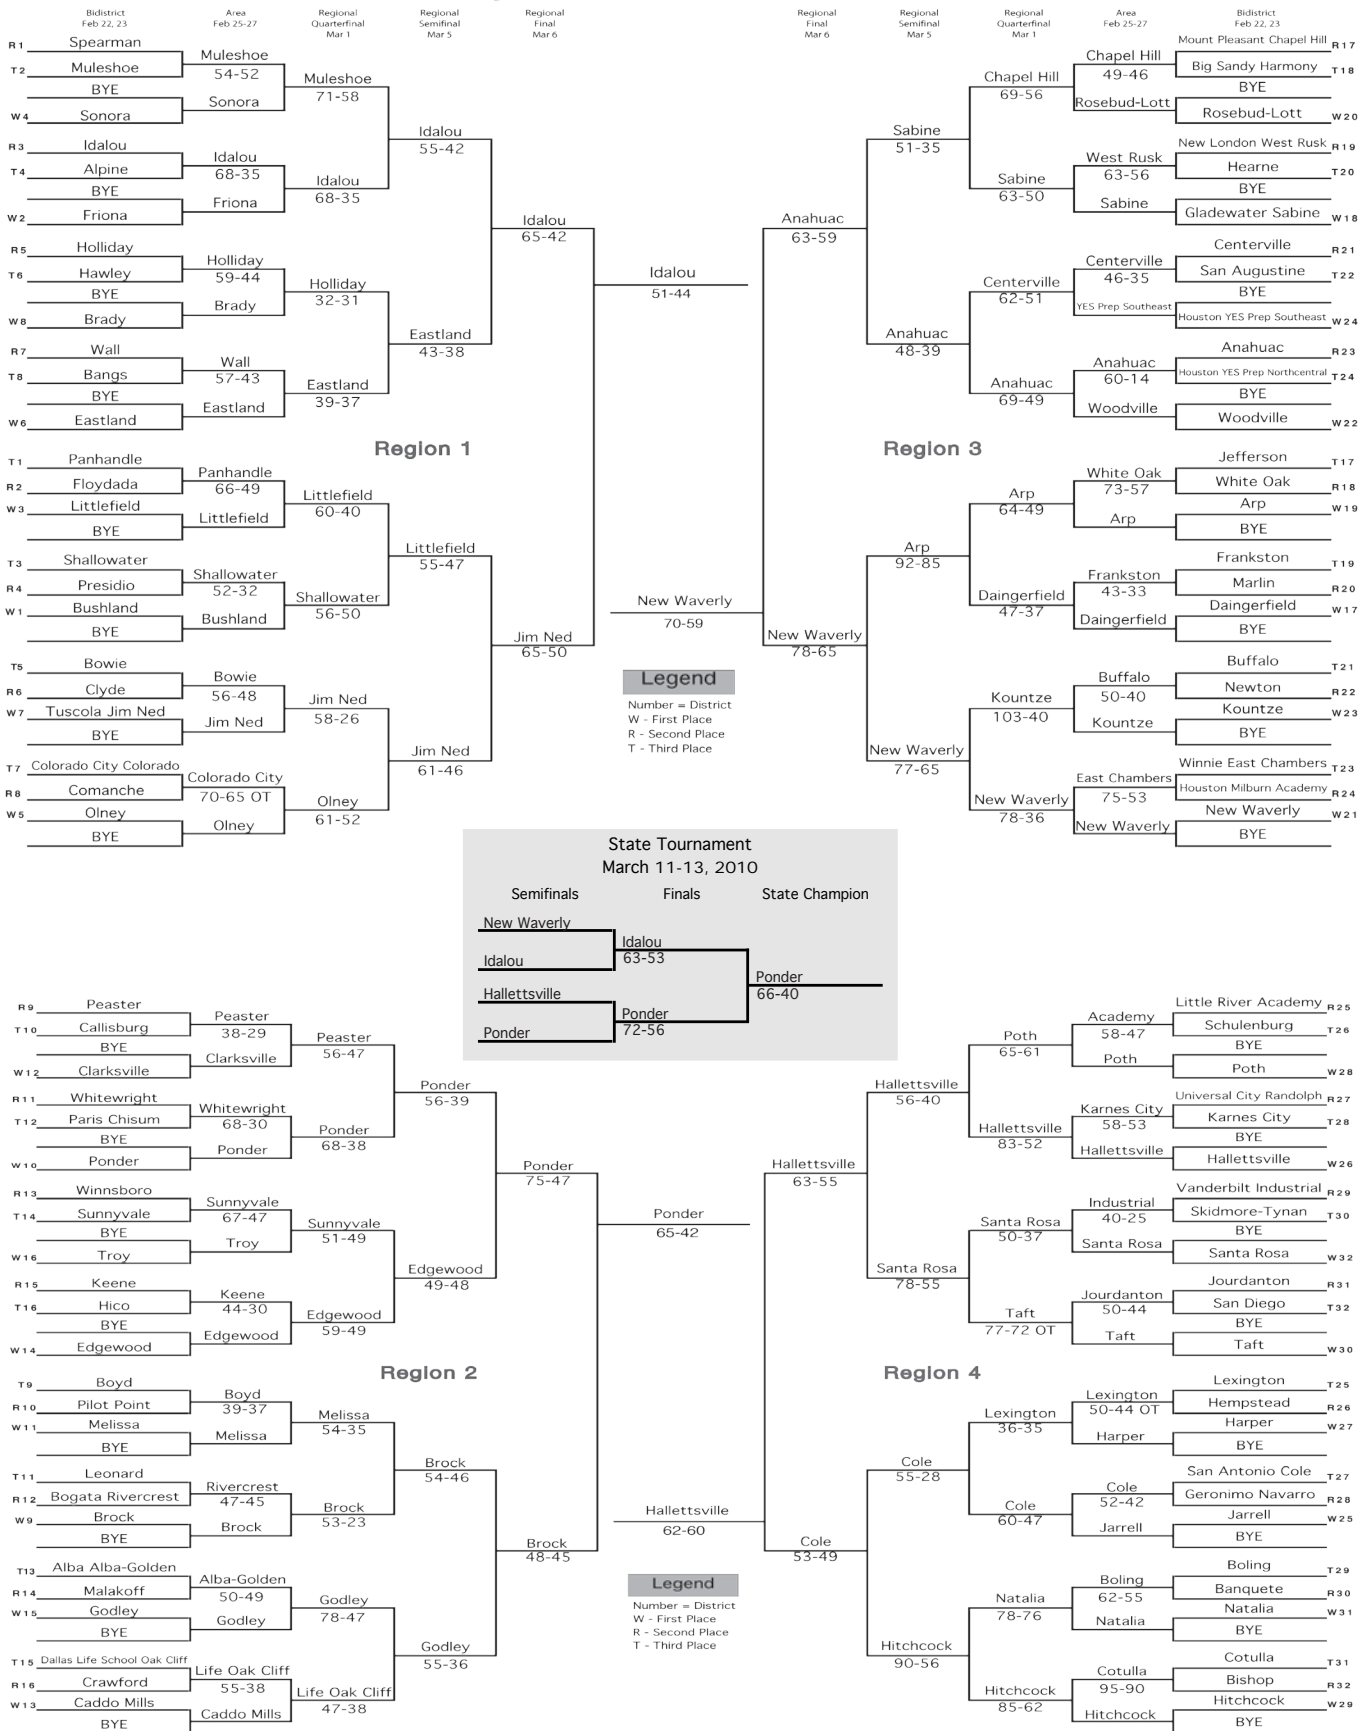 Bidistrict
Feb 22, 23
Area
Feb 25-27
Regional
Quarterfinal
Mar 1
Regional
Semifinal
Mar 5
Regional
Final
Mar 6
Regional
Final
Mar 6
Regional
Semifinal
Mar 5
Regional
Quarterfinal
Mar 1
Area
Feb 25-27
Bidistrict
Feb 22, 23
R1 Spearman
T2 Muleshoe
BYE
W4 Sonora
R3 Idalou
T4 Alpine
BYE
W2 Friona
R5 Holliday
T6 Hawley
BYE
W8 Brady
R7 Wall
T8 Bangs
BYE
W6 Eastland
T1 Panhandle
R2 Floydada
W3 Littlefield
BYE
T3 Shallowater
R4 Presidio
W1 Bushland
BYE
T5 Bowie
R6 Clyde
W7 Tuscola Jim Ned
BYE
T7 Colorado City Colorado
R8 Comanche
W5 Olney
BYE
Muleshoe
54-52
Sonora
Idalou
68-35
Friona
Holliday
59-44
Brady
Wall
57-43
Eastland
Panhandle
66-49
Littlefield
Shallowater
52-32
Bushland
Bowie
56-48
Jim Ned
Colorado City
70-65 OT
Olney
Muleshoe
71-58
Idalou
68-35
Holliday
32-31
Eastland
39-37
Littlefield
60-40
Shallowater
56-50
Jim Ned
58-26
Olney
61-52
Idalou
55-42
Eastland
43-38
Region 1
Littlefield
55-47
Jim Ned
61-46
Idalou
65-42
Jim Ned
65-50
Idalou
51-44
New Waverly
70-59
Legend
Number = District
W - First Place
R - Second Place
T - Third Place
Anahuac
63-59
New Waverly
78-65
Sabine
51-35
Anahuac
48-39
Region 3
Arp
92-85
New Waverly
77-65
Chapel Hill
69-56
Sabine
63-50
Centerville
62-51
Anahuac
69-49
Arp
64-49
Daingerfield
47-37
Kountze
103-40
New Waverly
78-36
Chapel Hill
49-46
Rosebud-Lott
West Rusk
63-56
Sabine
Centerville
46-35
YES Prep Southeast
Anahuac
60-14
Woodville
White Oak
73-57
Arp
Frankston
43-33
Daingerfield
Buffalo
50-40
Kountze
East Chambers
75-53
New Waverly
Mount Pleasant Chapel Hill R17
Big Sandy Harmony T18
BYE
Rosebud-Lott W20
New London West Rusk R19
Hearne T20
BYE
Gladewater Sabine W18
Centerville R21
San Augustine T22
BYE
Houston YES Prep Southeast W24
Anahuac R23
Houston YES Prep Northcentral T24
BYE
Woodville W22
Jefferson T17
White Oak R18
Arp W19
BYE
Frankston T19
Marlin R20
Daingerfield W17
BYE
Buffalo T21
Newton R22
Kountze W23
BYE
Winnie East Chambers T23
Houston Milburn Academy R24
New Waverly W21
BYE
State Tournament
March 11-13, 2010
Semifinals Finals State Champion
New Waverly
Idalou
Hallettsville
Ponder
Idalou
63-53
Ponder
72-56
Ponder
66-40
R9 Peaster
T10 Callisburg
BYE
W12 Clarksville
R11 Whitewright
T12 Paris Chisum
BYE
W10 Ponder
R13 Winnsboro
T14 Sunnyvale
BYE
W16 Troy
R15 Keene
T16 Hico
BYE
W14 Edgewood
T9 Boyd
R10 Pilot Point
W11 Melissa
BYE
T11 Leonard
R12 Bogata Rivercrest
W9 Brock
BYE
T13 Alba Alba-Golden
R14 Malakoff
W15 Godley
BYE
T15 Dallas Life School Oak Cliff
R16 Crawford
W13 Caddo Mills
BYE
Peaster
38-29
Clarksville
Whitewright
68-30
Ponder
Sunnyvale
67-47
Troy
Keene
44-30
Edgewood
Boyd
39-37
Melissa
Rivercrest
47-45
Brock
Alba-Golden
50-49
Godley
Life Oak Cliff
55-38
Caddo Mills
Peaster
56-47
Ponder
68-38
Sunnyvale
51-49
Edgewood
59-49
Melissa
54-35
Brock
53-23
Godley
78-47
Life Oak Cliff
47-38
Ponder
56-39
Edgewood
49-48
Region 2
Brock
54-46
Godley
55-36
Ponder
75-47
Brock
48-45
Ponder
65-42
Hallettsville
62-60
Legend
Number = District
W - First Place
R - Second Place
T - Third Place
Hallettsville
63-55
Cole
53-49
Hallettsville
56-40
Santa Rosa
78-55
Region 4
Cole
55-28
Hitchcock
90-56
Poth
65-61
Hallettsville
83-52
Santa Rosa
50-37
Taft
77-72 OT
Lexington
36-35
Cole
60-47
Natalia
78-76
Hitchcock
85-62
Academy
58-47
Poth
Karnes City
58-53
Hallettsville
Industrial
40-25
Santa Rosa
Jourdanton
50-44
Taft
Lexington
50-44 OT
Harper
Cole
52-42
Jarrell
Boling
62-55
Natalia
Cotulla
95-90
Hitchcock
Little River Academy R25
Schulenburg T26
BYE
Poth W28
Universal City Randolph R27
Karnes City T28
BYE
Hallettsville W26
Vanderbilt Industrial R29
Skidmore-Tynan T30
BYE
Santa Rosa W32
Jourdanton R31
San Diego T32
BYE
Taft W30
Lexington T25
Hempstead R26
Harper W27
BYE
San Antonio Cole T27
Geronimo Navarro R28
Jarrell W25
BYE
Boling T29
Banquete R30
Natalia W31
BYE
Cotulla T31
Bishop R32
Hitchcock W29
BYE